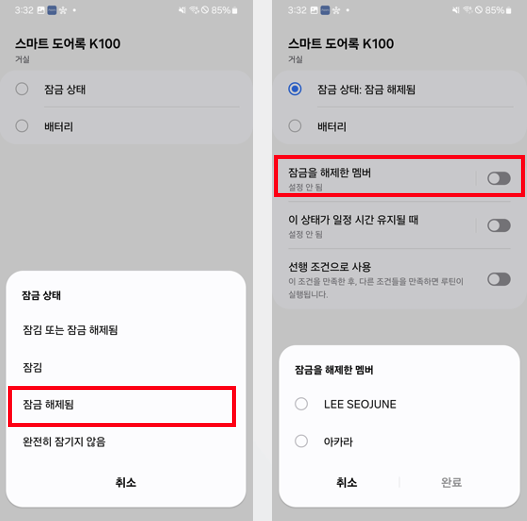 3:32
85%
스마트 도어록 K100
거실
잠금 상태
배터리
잠금 상태
잠김 또는 잠금 해제됨
잠김
잠금 해제됨
완전히 잠기지 않음
취소
3:32
85%
스마트 도어록 K100
거실
잠금 상태: 잠금 해제됨
배터리
잠금을 해제한 멤버
설정 안 됨
이 상태가 일정 시간 유지될 때
설정 안 됨
선행 조건으로 사용
이 조건을 만족한 후, 다른 조건들을 만족하면 루틴이
실행됩니다.
잠금을 해제한 멤버
LEE SEOJUNE
아카라
취소 완료